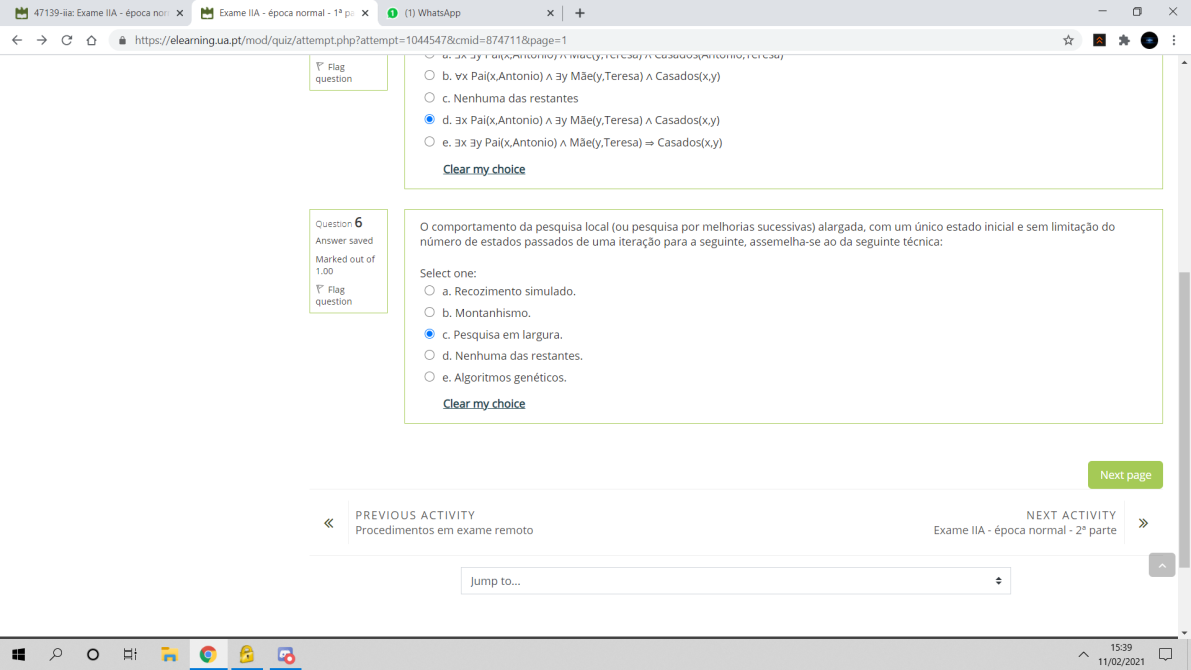 47139-iia: Exame IIA - época nor
Exame IIA - época normal - 1ª pa
(1) WhatsApp
https://elearning.ua.pt/mod/quiz/attempt.php?attempt=1044547&cmid=874711&page=1
Flag
question
a. ∃x ∃y Pai(x,Antonio) ∧ Mãe(y,Teresa) ∧ Casados(Antonio,Teresa)
b. ∀x Pai(x,Antonio) ∧ ∃y Mãe(y,Teresa) ∧ Casados(x,y)
c. Nenhuma das restantes
d. ∃x Pai(x,Antonio) ∧ ∃y Mãe(y,Teresa) ∧ Casados(x,y)
e. ∃x ∃y Pai(x,Antonio) ∧ Mãe(y,Teresa) ⇒ Casados(x,y)
Clear my choice
Question 6
Answer saved
Marked out of
1.00
Flag
question
O comportamento da pesquisa local (ou pesquisa por melhorias sucessivas) alargada, com um único estado inicial e sem limitação do
número de estados passados de uma iteração para a seguinte, assemelha-se ao da seguinte técnica:
Select one:
a. Recozimento simulado.
b. Montanhismo.
c. Pesquisa em largura.
d. Nenhuma das restantes.
e. Algoritmos genéticos.
Clear my choice
Next page
PREVIOUS ACTIVITY
Procedimentos em exame remoto
NEXT ACTIVITY
Exame IIA - época normal - 2ª parte
Jump to...
15:39
11/02/2021